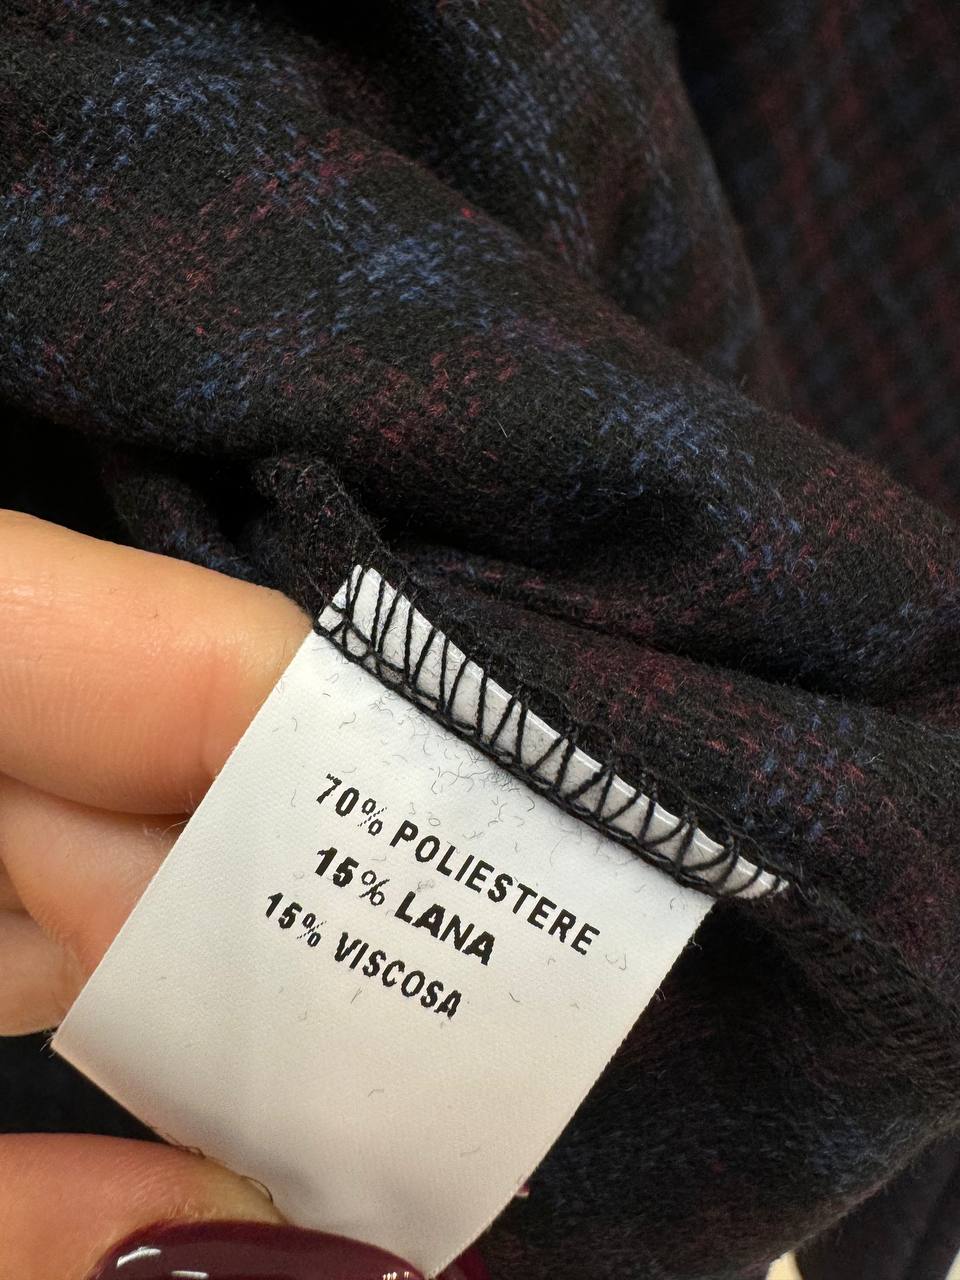 70% POLIESTERE
15% LANA
15% VISCOSA